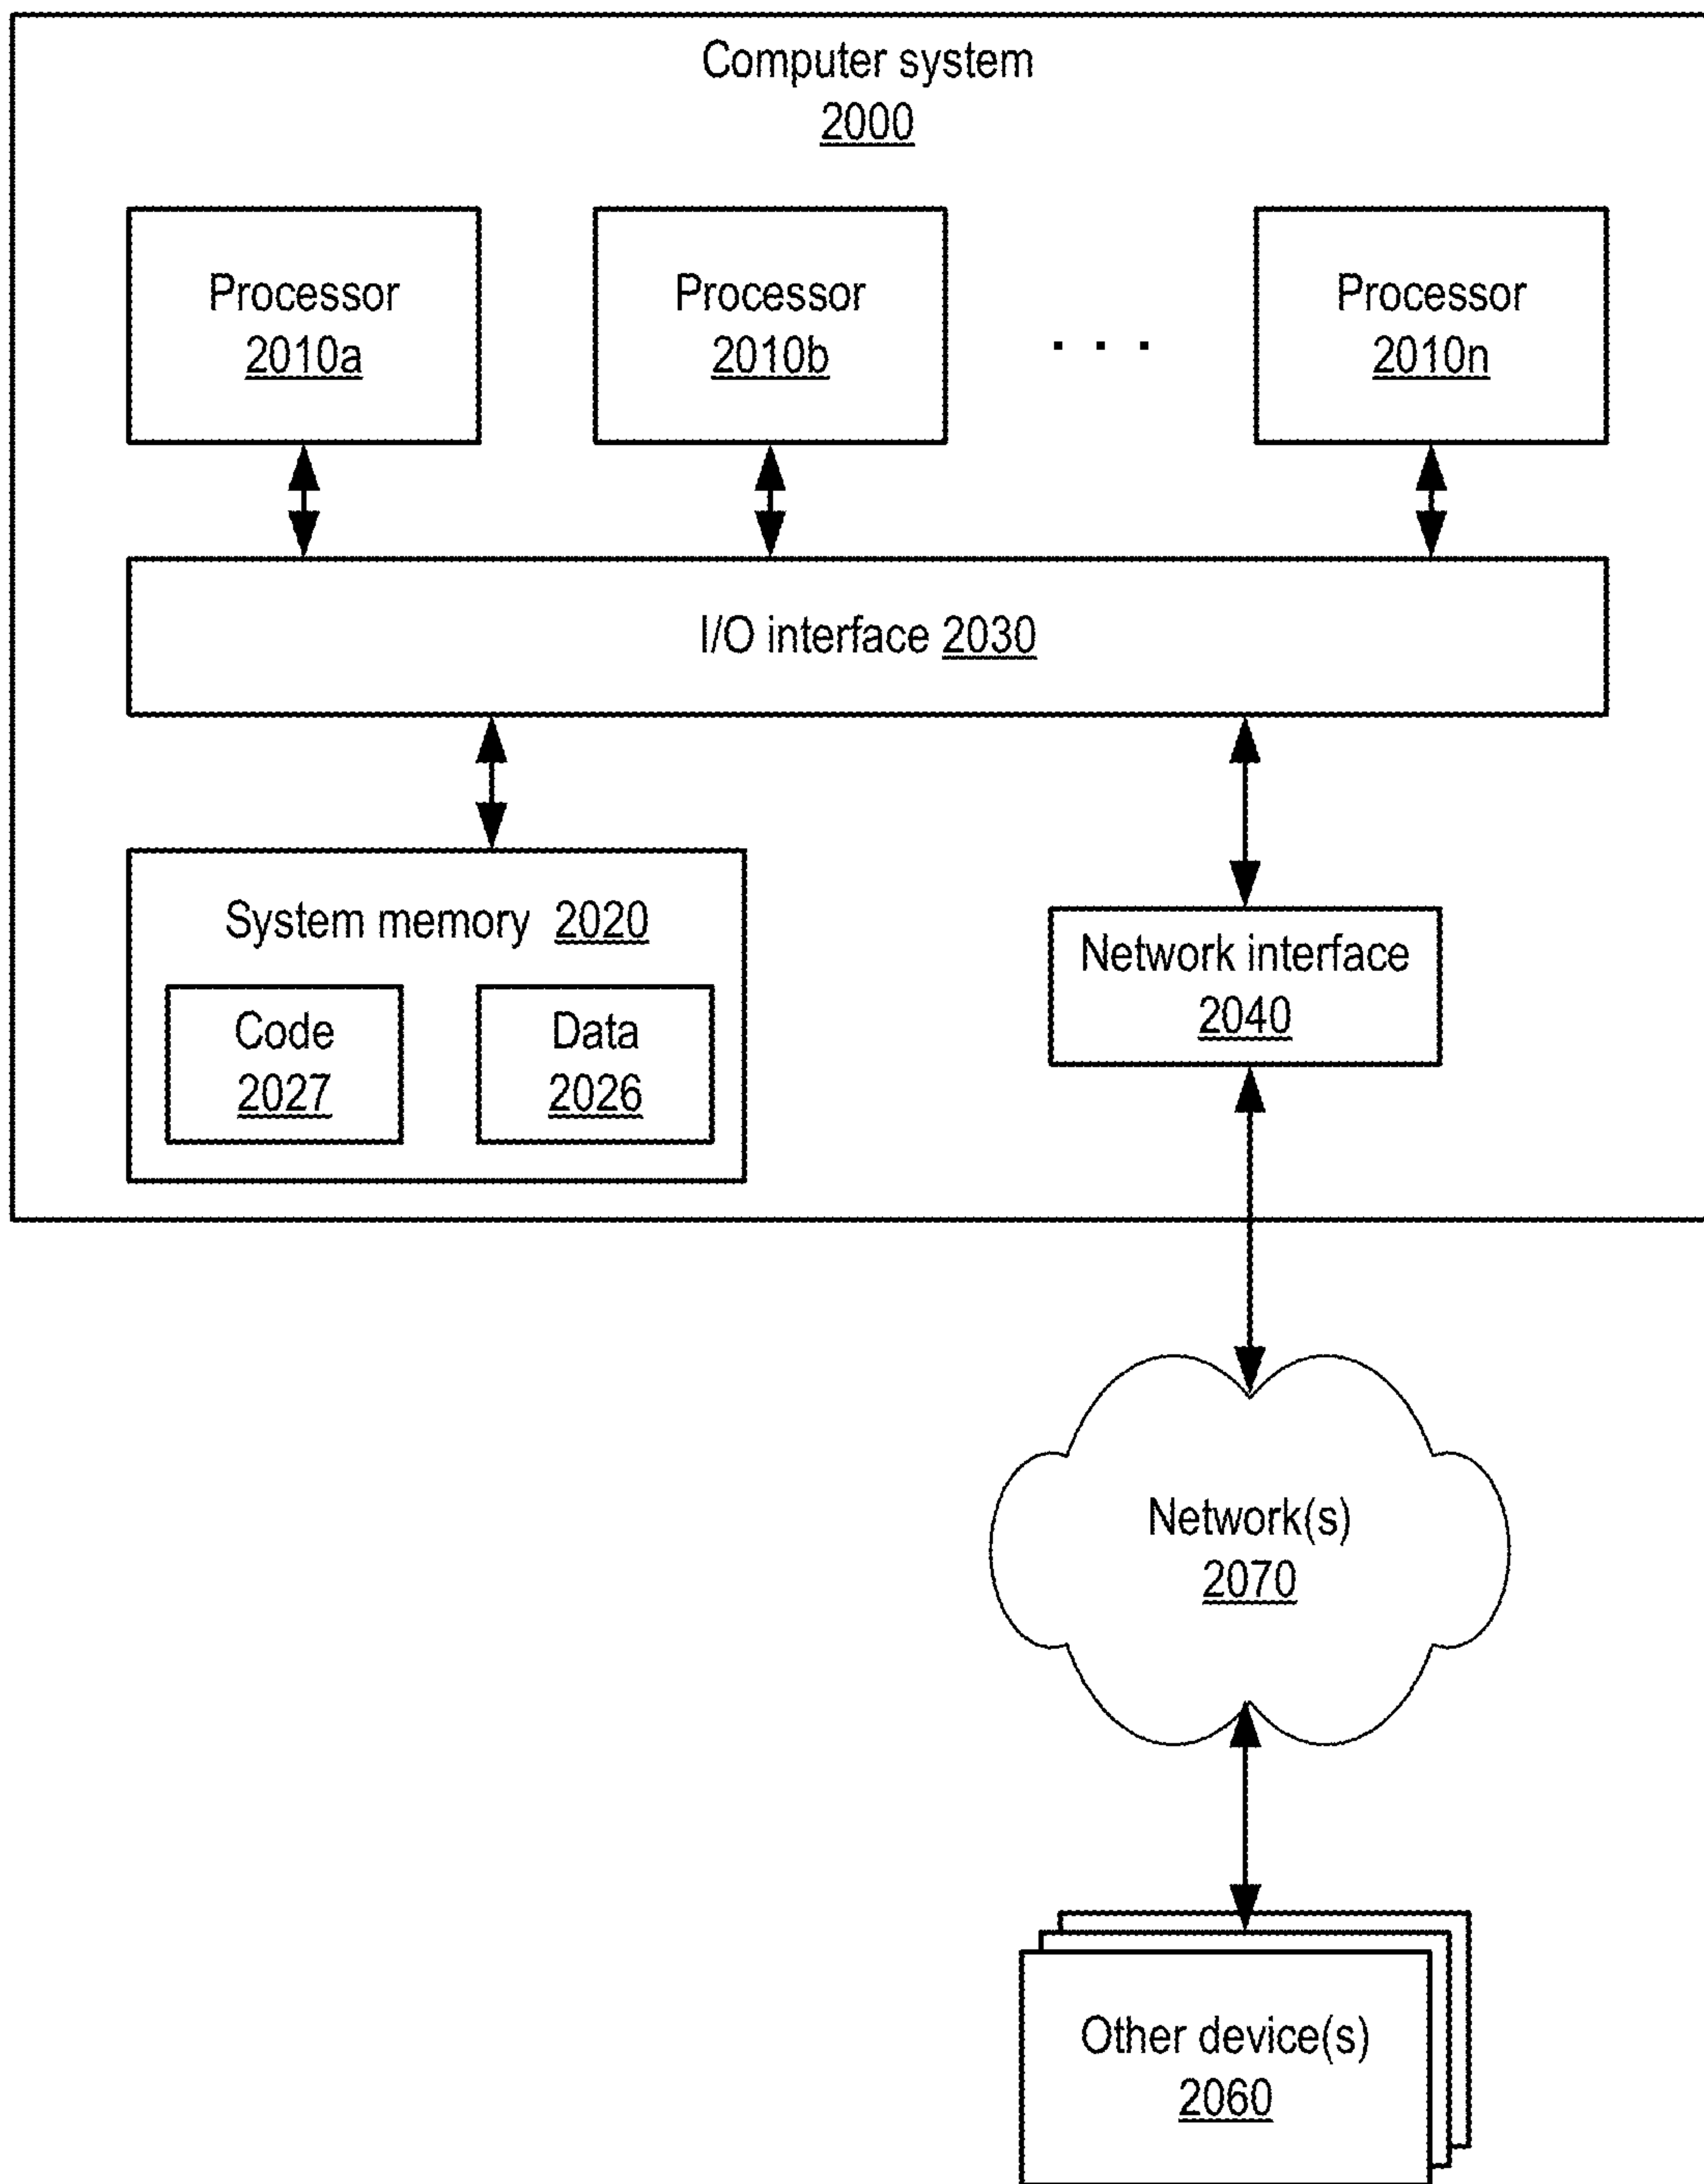 Computer system
2000
Processor
2010a
Processor
2010b
. . .
Processor
2010n
I/O interface 2030
System memory 2020
Code
2027
Data
2026
Network interface
2040
Network(s)
2070
Other device(s)
2060